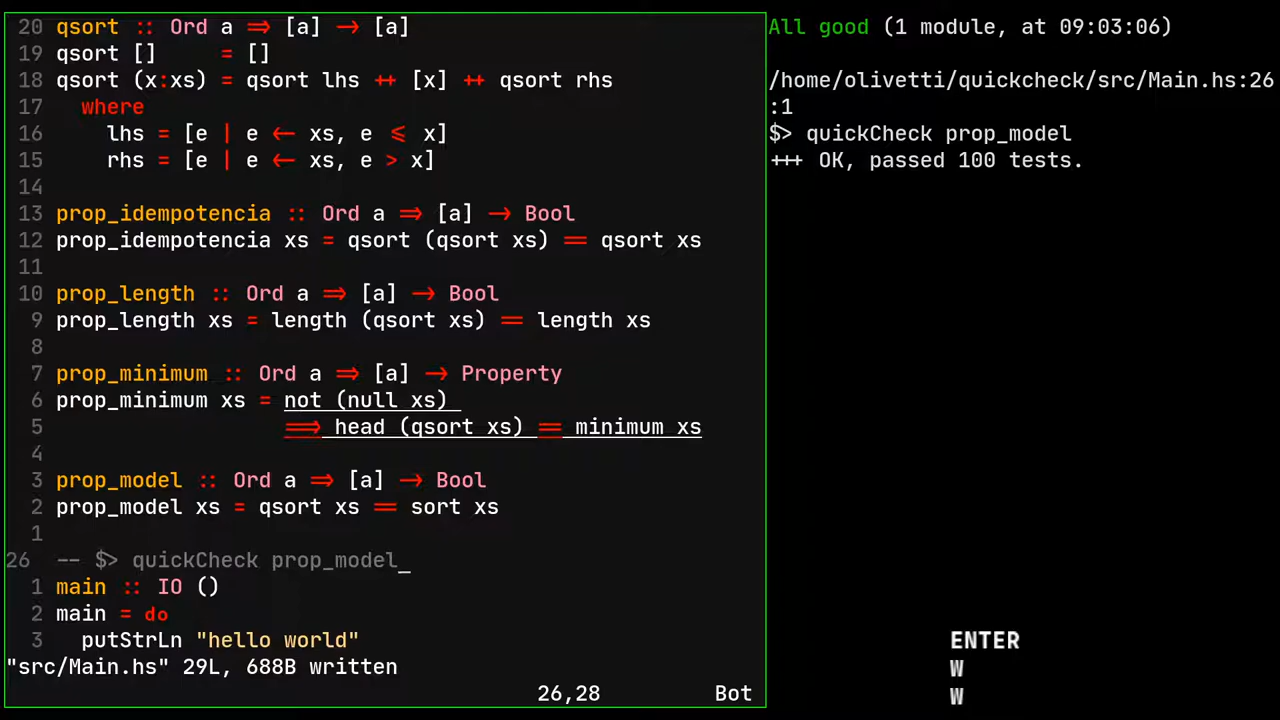 20 qsort :: Ord a => [a] -> [a]
19 qsort []     = []
18 qsort (x:xs) = qsort lhs ++ [x] ++ qsort rhs
17   where
16     lhs = [e | e <- xs, e <= x]
15     rhs = [e | e <- xs, e > x]
14
13 prop_idempotencia :: Ord a => [a] -> Bool
12 prop_idempotencia xs = qsort (qsort xs) == qsort xs
11
10 prop_length :: Ord a => [a] -> Bool
9 prop_length xs = length (qsort xs) == length xs
8
7 prop_minimum :: Ord a => [a] -> Property
6 prop_minimum xs = not (null xs)
5                   ==> head (qsort xs) == minimum xs
4
3 prop_model :: Ord a => [a] -> Bool
2 prop_model xs = qsort xs == sort xs
1
26 -- $> quickCheck prop_model
1 main :: IO ()
2 main = do
3   putStrLn "hello world"
"src/Main.hs" 29L, 688B written
26,28 Bot
All good (1 module, at 09:03:06)
/home/olivetti/quickcheck/src/Main.hs:26
:1
$> quickCheck prop_model
+++ OK, passed 100 tests.
ENTER
W
W